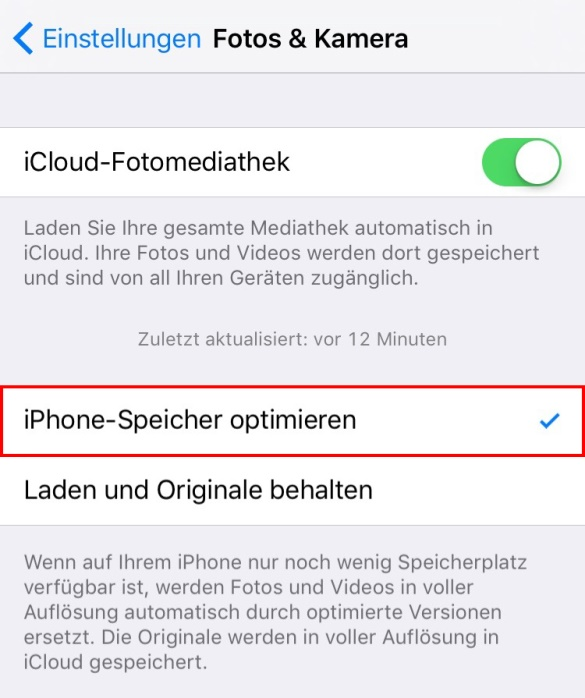 Einstellungen Fotos & Kamera
iCloud-Fotomediathek
Laden Sie Ihre gesamte Mediathek automatisch in
iCloud. Ihre Fotos und Videos werden dort gespeichert
und sind von all Ihren Geräten zugänglich.
Zuletzt aktualisiert: vor 12 Minuten
iPhone-Speicher optimieren
Laden und Originale behalten
Wenn auf Ihrem iPhone nur noch wenig Speicherplatz
verfügbar ist, werden Fotos und Videos in voller
Auflösung automatisch durch optimierte Versionen
ersetzt. Die Originale werden in voller Auflösung in
iCloud gespeichert.